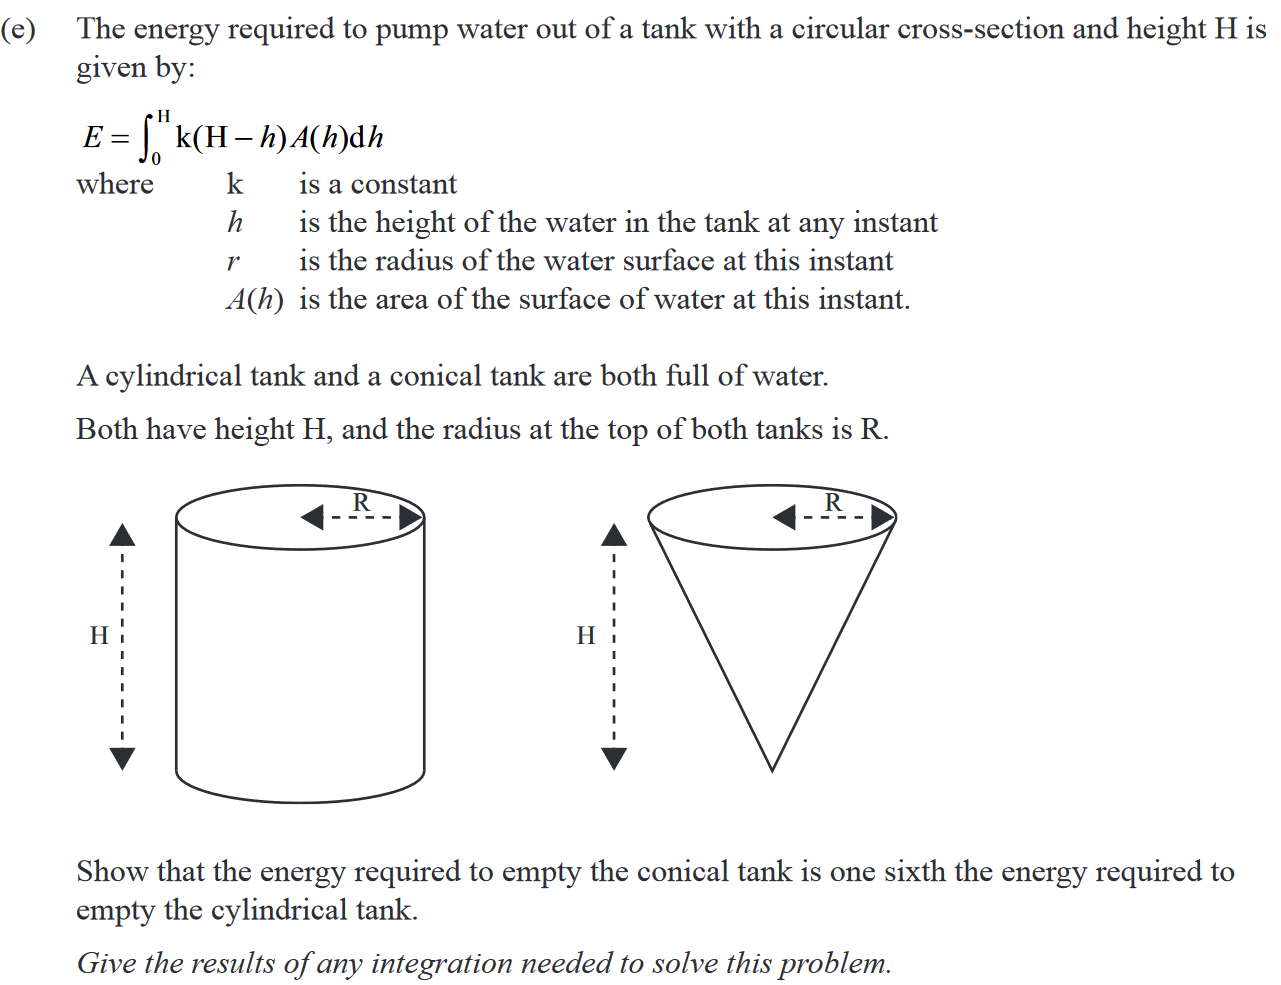 (e) The energy required to pump water out of a tank with a circular cross-section and height H is
given by:
E = ∫₀ᴴ k(H – h)A(h)dh
where k is a constant
h is the height of the water in the tank at any instant
r is the radius of the water surface at this instant
A(h) is the area of the surface of water at this instant.
A cylindrical tank and a conical tank are both full of water.
Both have height H, and the radius at the top of both tanks is R.
R R
H H
Show that the energy required to empty the conical tank is one sixth the energy required to
empty the cylindrical tank.
Give the results of any integration needed to solve this problem.